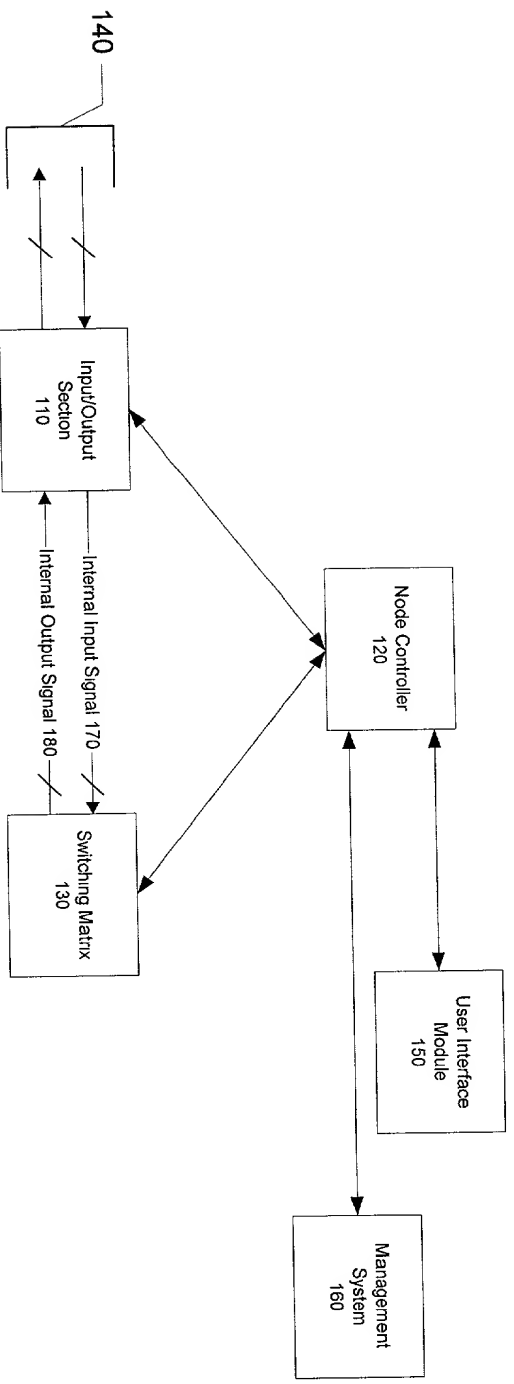 140
Input/Output
Section
110
Internal Input Signal 170
Internal Output Signal 180
Switching Matrix
130
Node Controller
120
User Interface
Module
150
Management
System
160